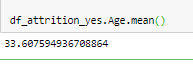 df_attrition_yes.Age.mean()
33.607594936708864